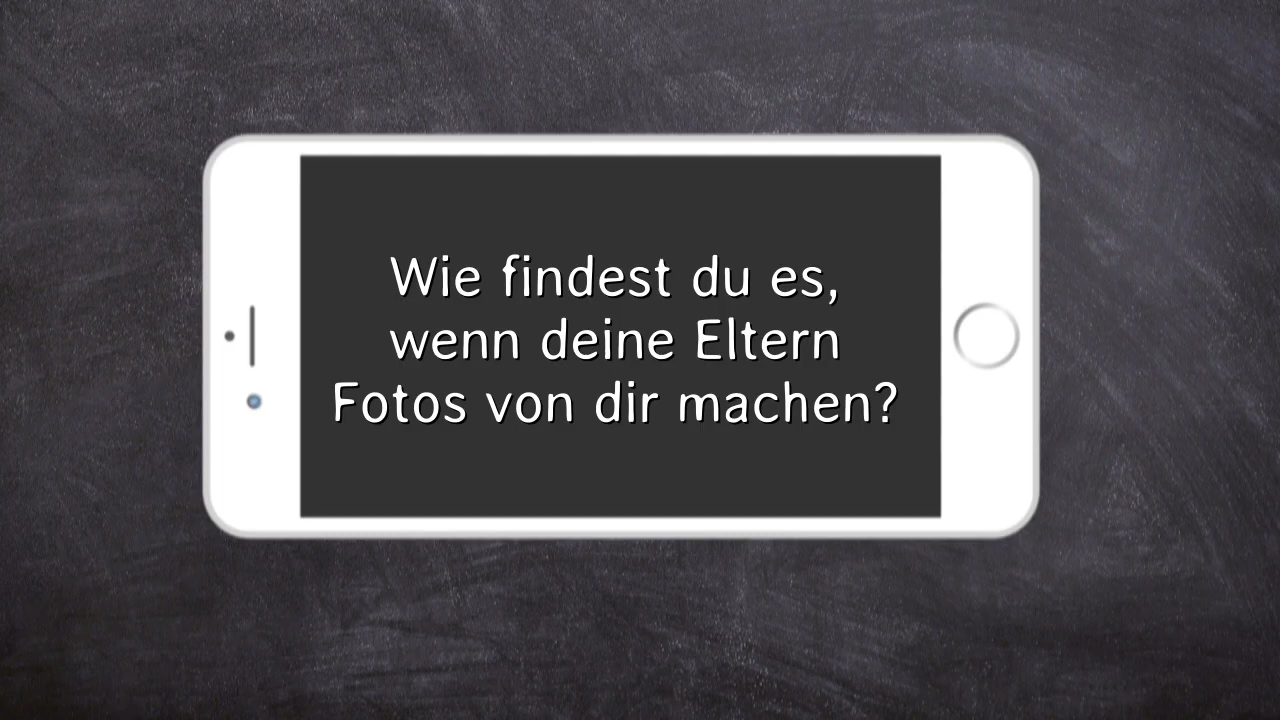 Wie findest du es,
wenn deine Eltern
Fotos von dir machen?